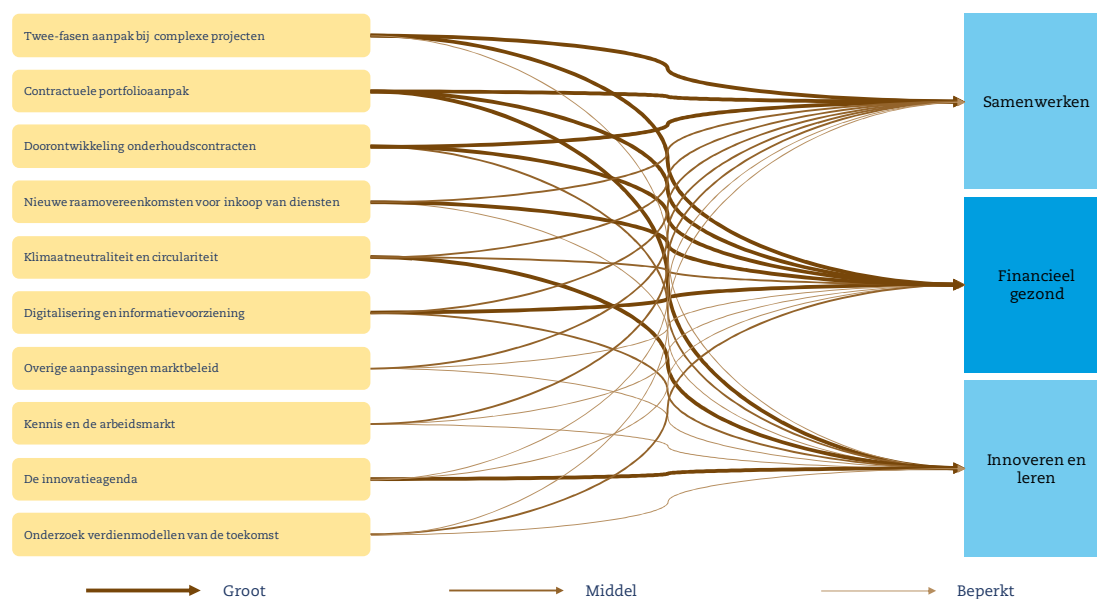 Twee-fasen aanpak bij complexe projecten
Contractuele portfolioaanpak
Doorontwikkeling onderhoudscontracten
Nieuwe raamovereenkomsten voor inkoop van diensten
Klimaatneutraliteit en circulariteit
Digitalisering en informatievoorziening
Overige aanpassingen marktbeleid
Kennis en de arbeidsmarkt
De innovatieagenda
Onderzoek verdienmodellen van de toekomst
Samenwerken
Financieel
gezond
Innoveren en
leren
Groot
Middel
Beperkt